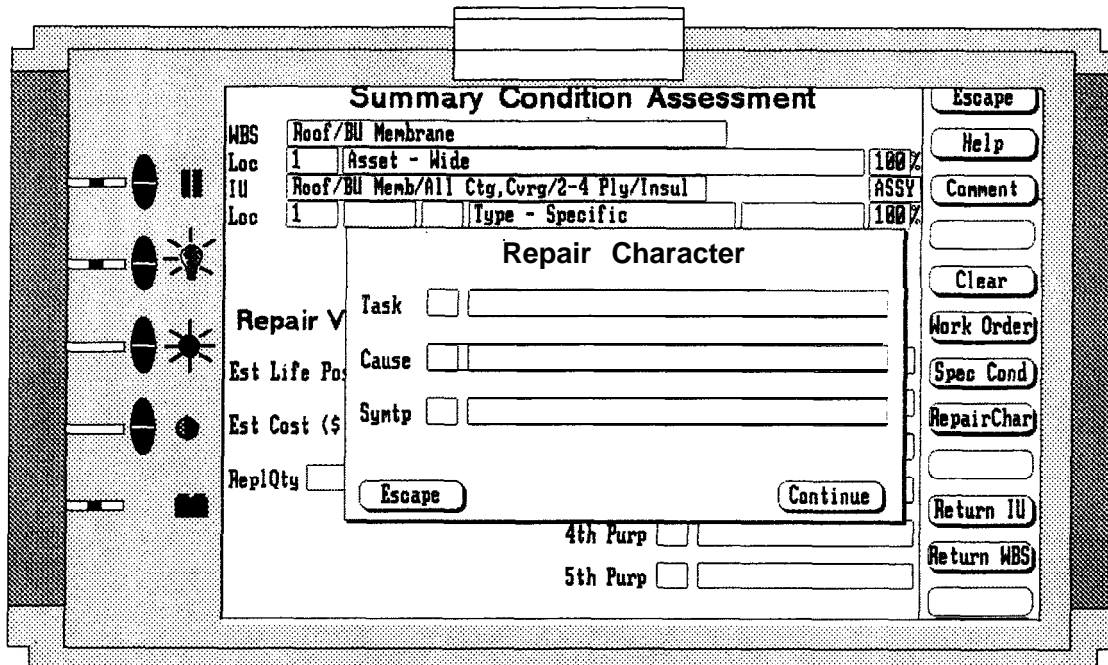 Summary Condition Assessment
WBS Roof/BU Membrane
Loc 1 Asset - Wide 100 %
IU Roof/BU Memb/All Ctg,Cvrg/2-4 Ply/Insul ASSY
Loc 1 Type - Specific 100 %
Repair Character
Task
Cause
Symtp
Escape
Continue
Repair V
Est Life Pos
Est Cost ($
ReplQty
4th Purp
5th Purp
Escape
Help
Comment
Clear
Work Order
Spec Cond
RepairChar
Return IU
Return WBS